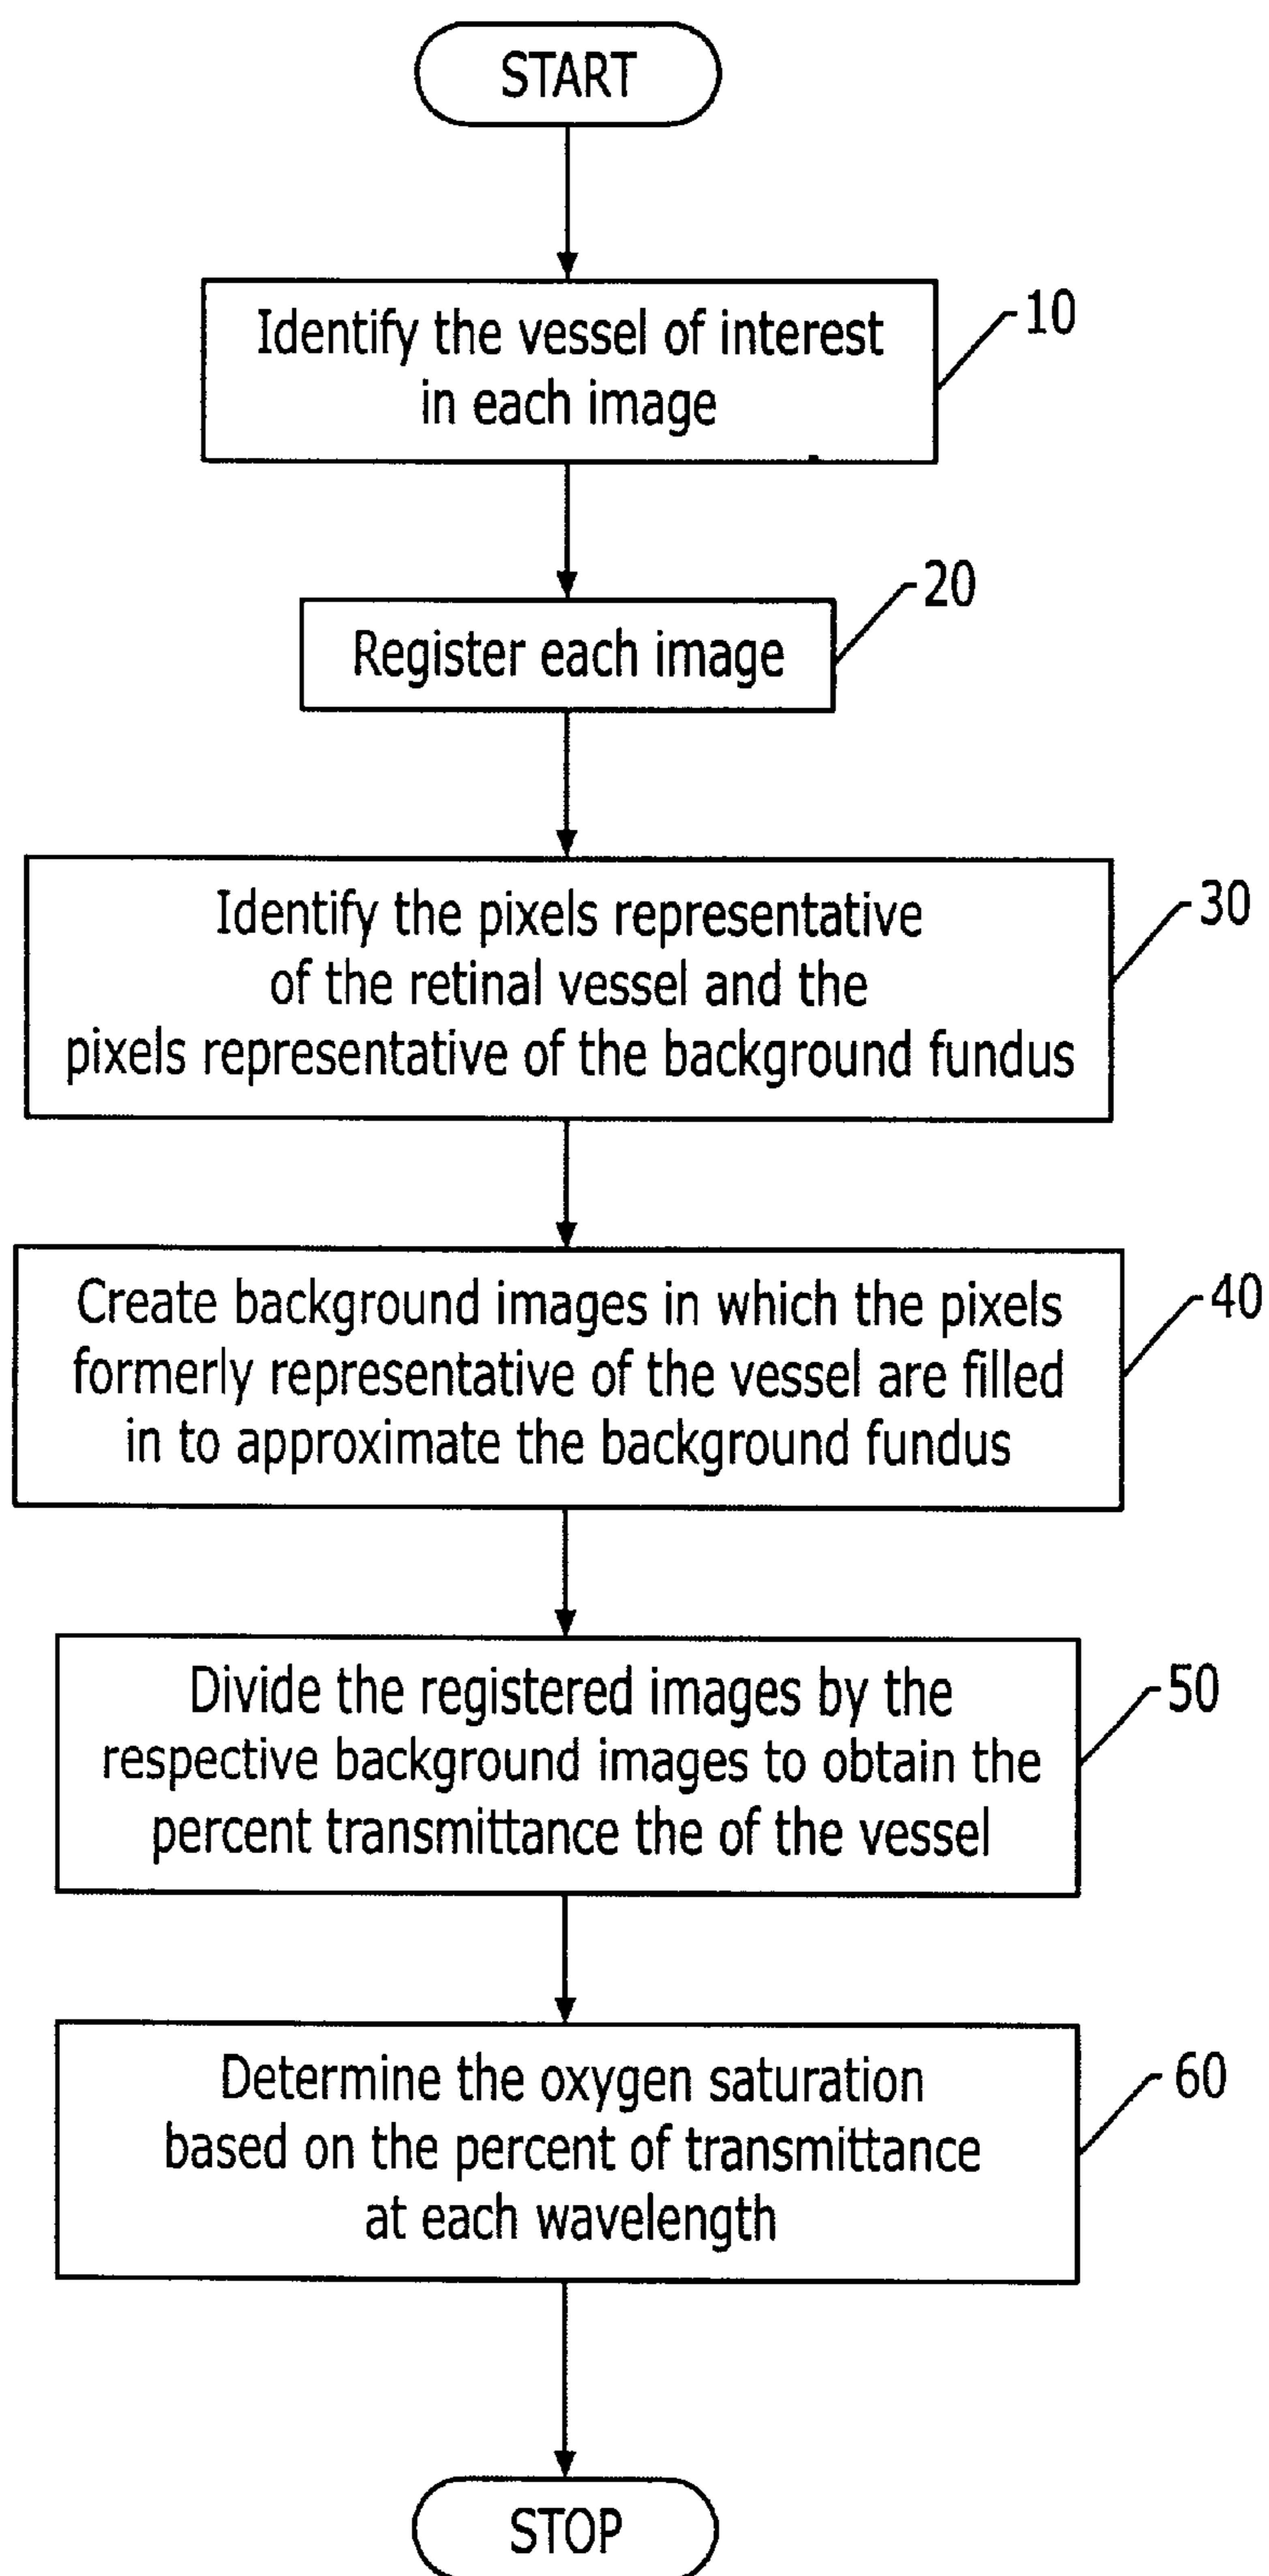 START
Identify the vessel of interest
in each image
10
Register each image
20
Identify the pixels representative
of the retinal vessel and the
pixels representative of the background fundus
30
Create background images in which the pixels
formerly representative of the vessel are filled
in to approximate the background fundus
40
Divide the registered images by the
respective background images to obtain the
percent transmittance the of the vessel
50
Determine the oxygen saturation
based on the percent of transmittance
at each wavelength
60
STOP